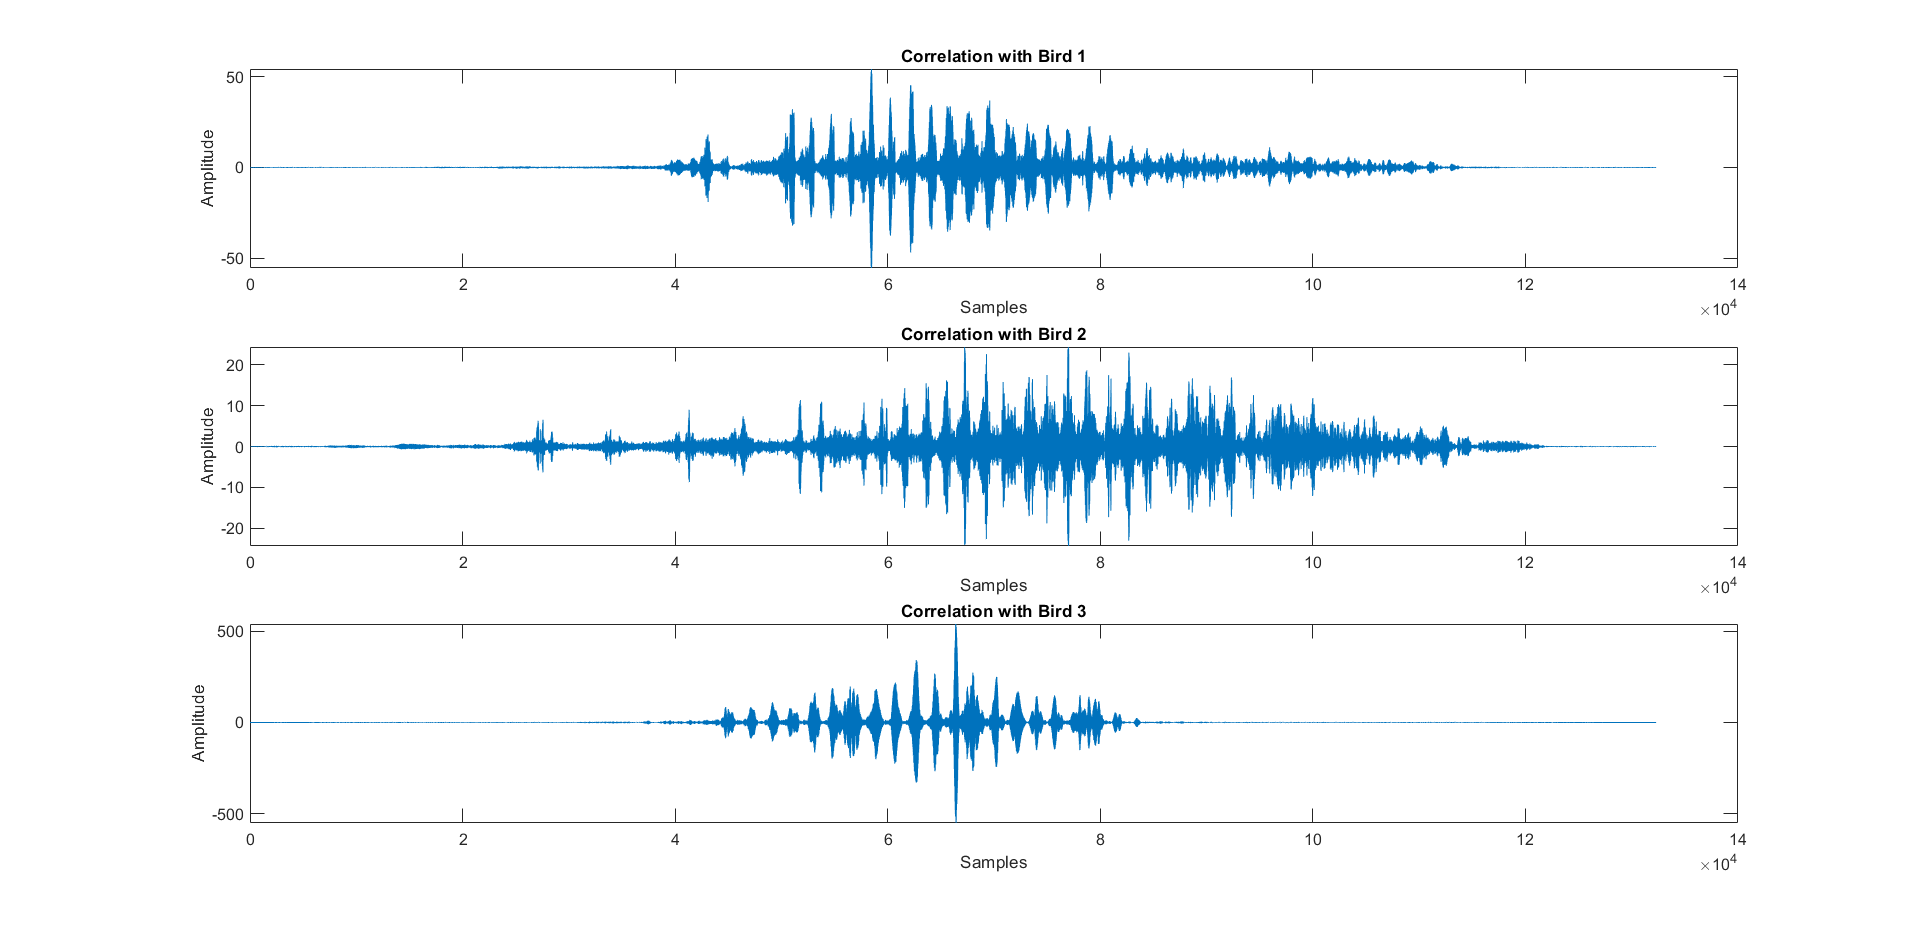 Correlation with Bird 1
50
0
-50
Amplitude
0 2 4 6 8 10 12 14
Samples
×10^4
Correlation with Bird 2
20
10
0
-10
-20
Amplitude
0 2 4 6 8 10 12 14
Samples
×10^4
Correlation with Bird 3
500
0
-500
Amplitude
0 2 4 6 8 10 12 14
Samples
×10^4